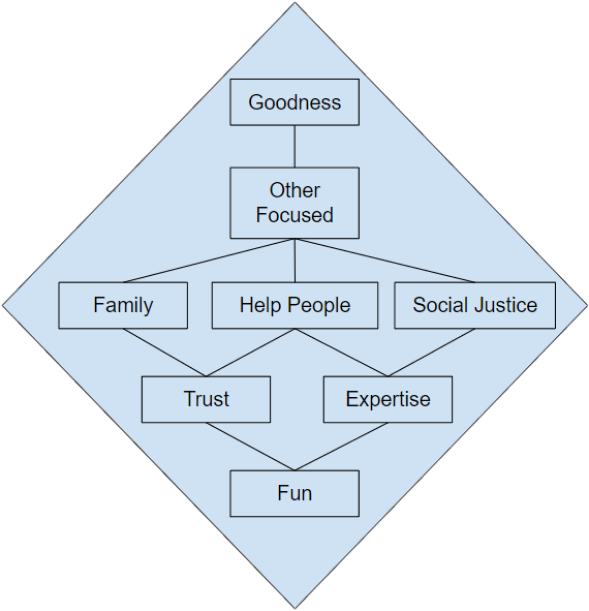 Goodness
Other
Focused
Family
Help People
Social Justice
Trust
Expertise
Fun